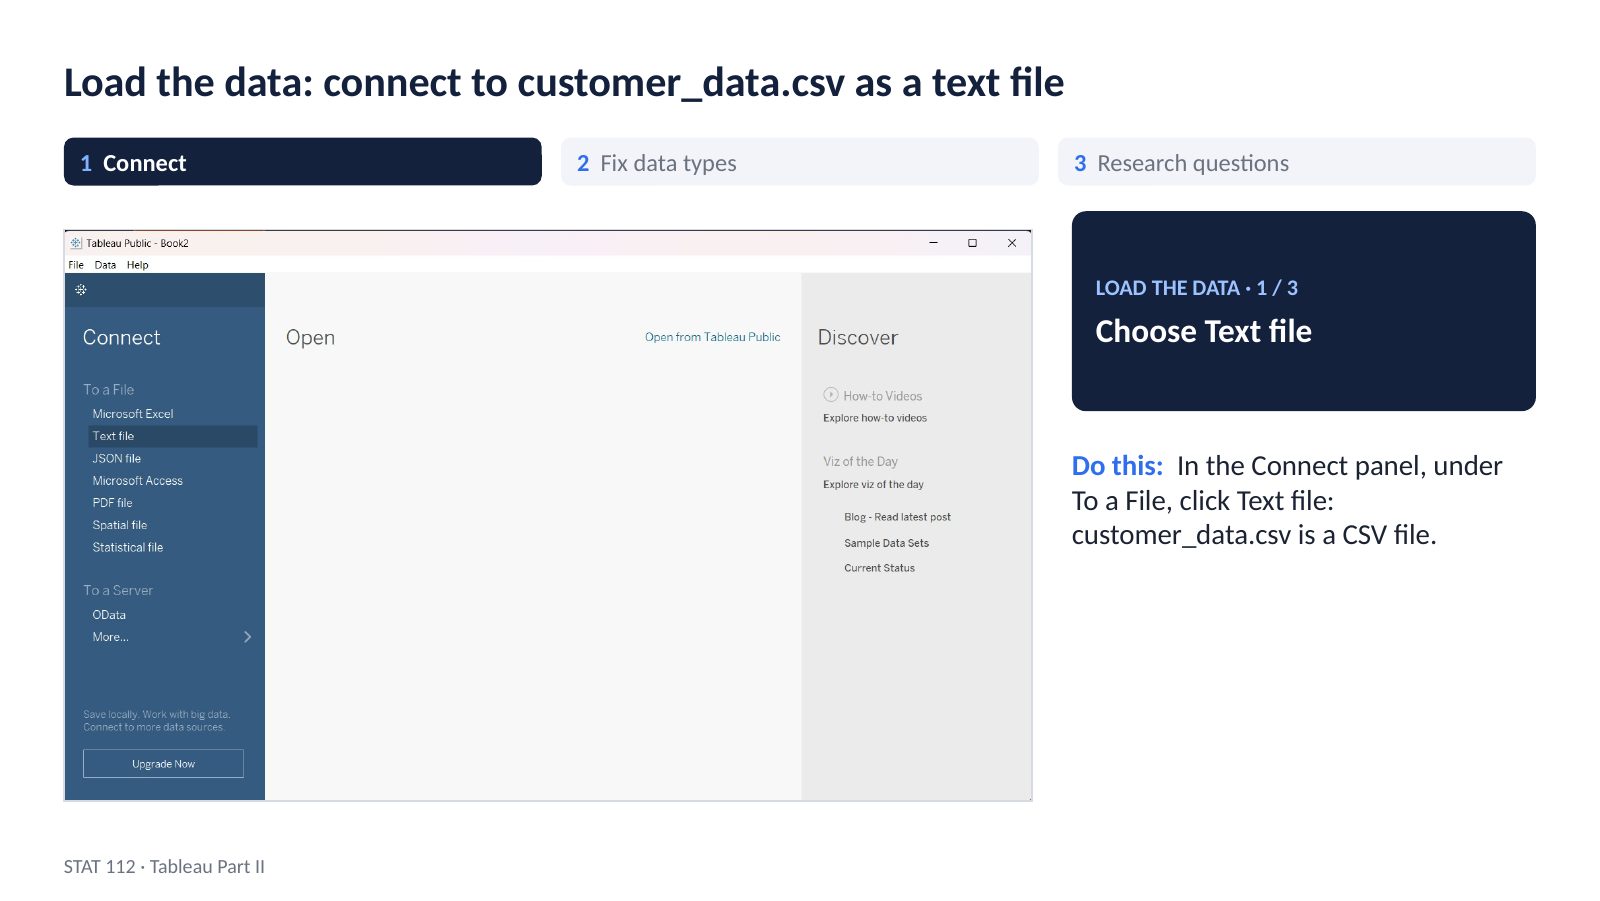 Load the data: connect to customer_data.csv as a text file
1 Connect
2 Fix data types
3 Research questions
Tableau Public - Book2
File Data Help
Connect
To a File
Microsoft Excel
Text file
JSON file
Microsoft Access
PDF file
Spatial file
Statistical file
To a Server
OData
More...
Save locally. Work with big data.
Connect to more data sources.
Upgrade Now
Open
Open from Tableau Public
Discover
How-to Videos
Explore how-to videos
Viz of the Day
Explore viz of the day
Blog - Read latest post
Sample Data Sets
Current Status
LOAD THE DATA · 1 / 3
Choose Text file
Do this: In the Connect panel, under
To a File, click Text file:
customer_data.csv is a CSV file.
STAT 112 · Tableau Part II